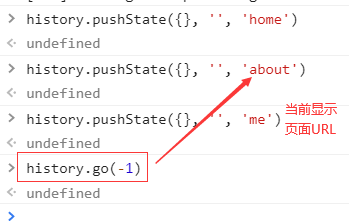 > history.pushState({}, '', 'home')
< undefined
> history.pushState({}, '', 'about')
< undefined
> history.pushState({}, '', 'me')
当前显示
页面URL
< undefined
> history.go(-1)
< undefined
>